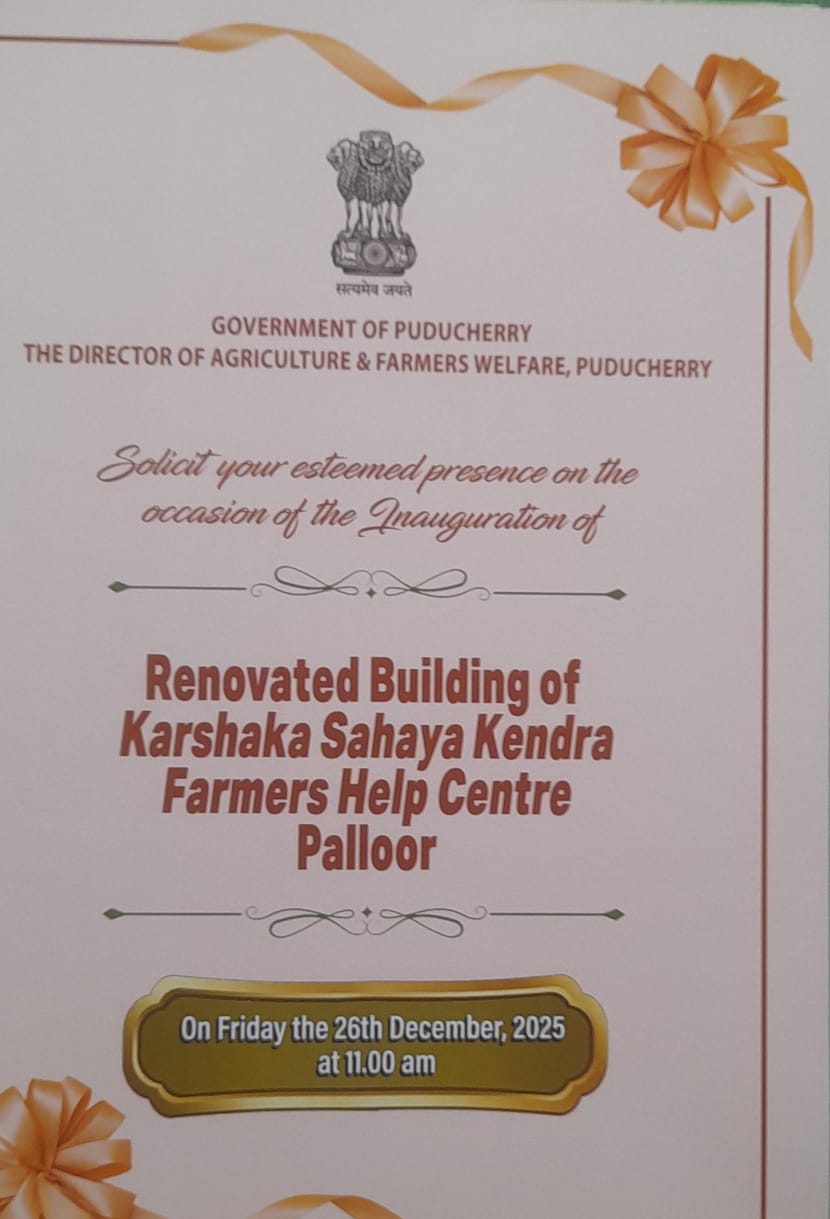 सत्यमेव जयते
GOVERNMENT OF PUDUCHERRY
THE DIRECTOR OF AGRICULTURE & FARMERS WELFARE, PUDUCHERRY
Solicit your esteemed presence on the
occasion of the Inauguration of
Renovated Building of
Karshaka Sahaya Kendra
Farmers Help Centre
Palloor
On Friday the 26th December, 2025
at 11.00 am